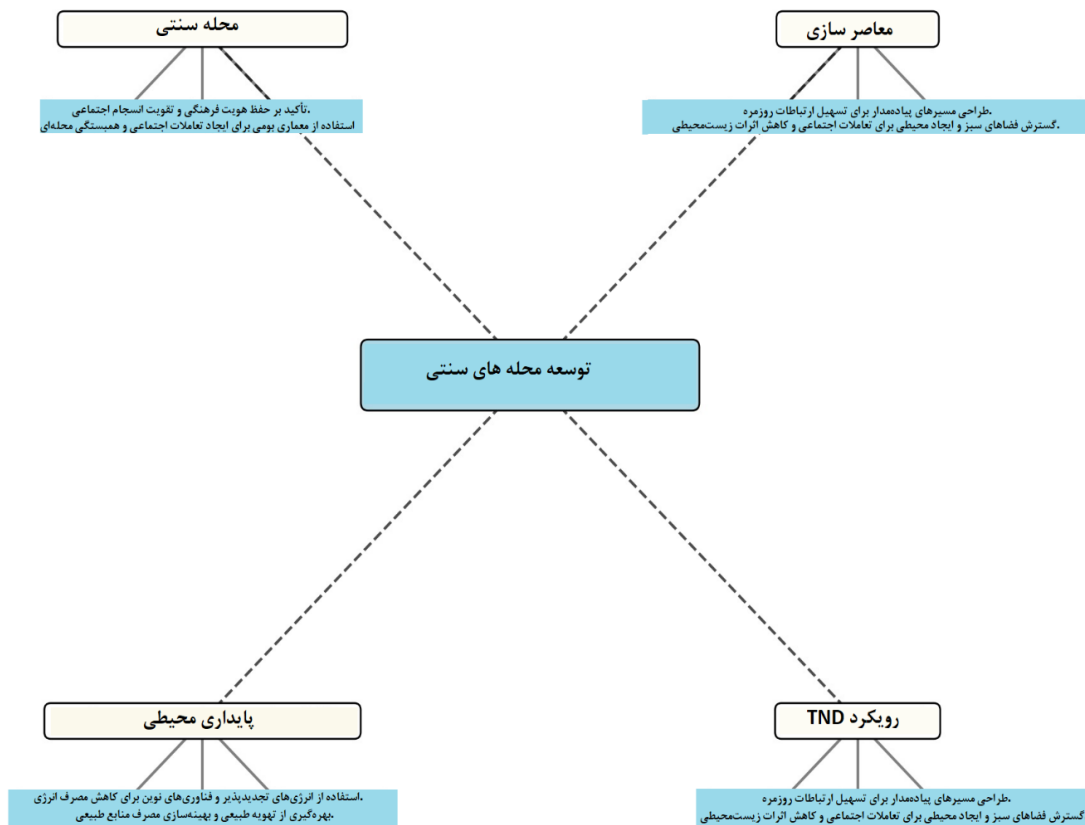 معاصر سازی
طراحی مسیرهای پیاده‌مدار برای تسهیل ارتباطات روزمره.
گسترش فضاهای سبز و ایجاد محیطی برای تعاملات اجتماعی و کاهش اثرات زیست‌محیطی.
محله سنتی
تأکید بر حفظ هویت فرهنگی و تقویت انسجام اجتماعی.
استفاده از معماری بومی برای ایجاد تعاملات اجتماعی و همبستگی محله‌ای
توسعه محله های سنتی
رویکرد TND
طراحی مسیرهای پیاده‌مدار برای تسهیل ارتباطات روزمره.
گسترش فضاهای سبز و ایجاد محیطی برای تعاملات اجتماعی و کاهش اثرات زیست‌محیطی
پایداری محیطی
استفاده از انرژی‌های تجدیدپذیر و فناوری‌های نوین برای کاهش مصرف انرژی.
بهره‌گیری از تهویه طبیعی و بهینه‌سازی مصرف منابع طبیعی.